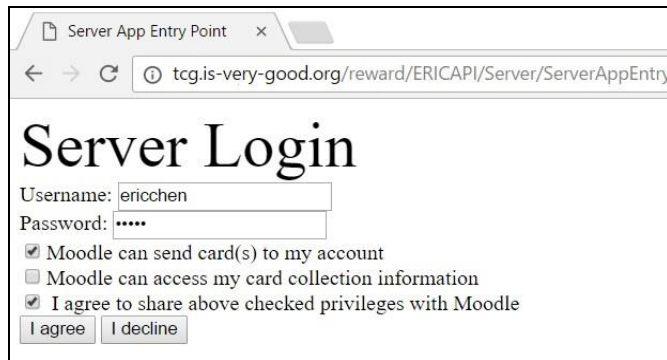 Server App Entry Point
tcg.is-very-good.org/reward/ERICAPI/Server/ServerAppEntry
Server Login
Username: ericchen
Password: •••••
Moodle can send card(s) to my account
Moodle can access my card collection information
I agree to share above checked privileges with Moodle
I agree I decline